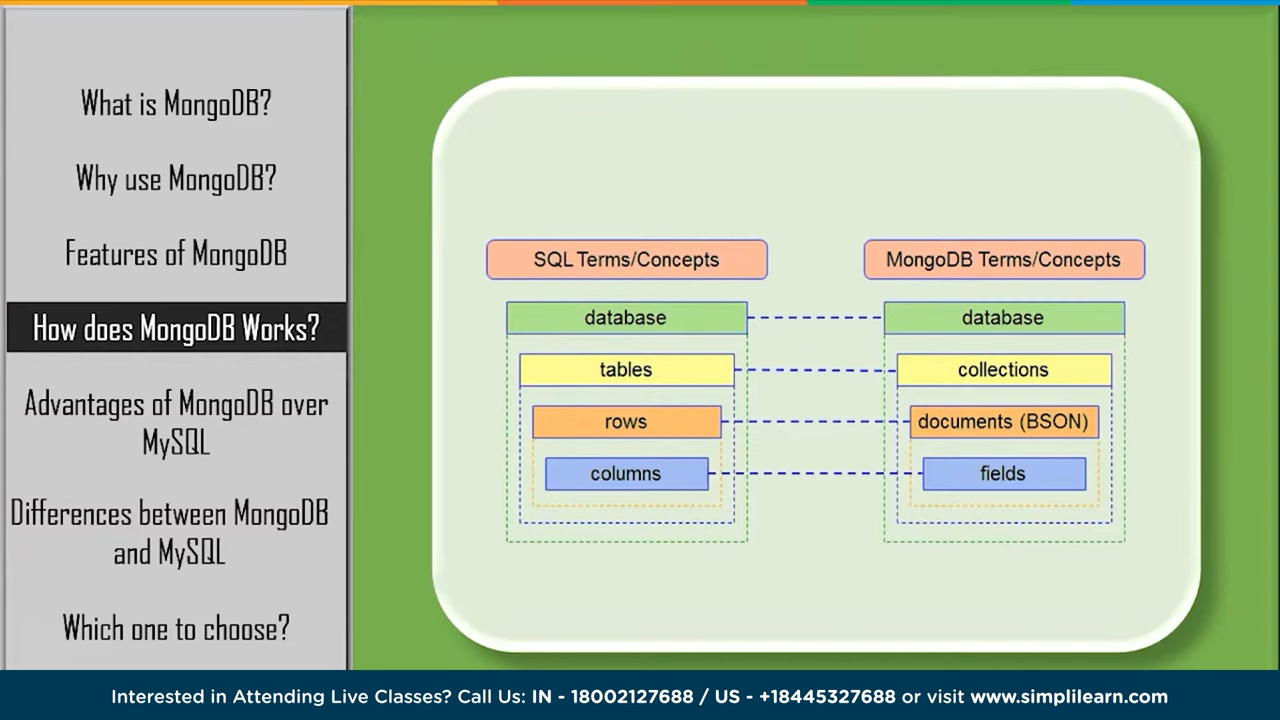 What is MongoDB?
Why use MongoDB?
Features of MongoDB
How does MongoDB Works?
Advantages of MongoDB over
MySQL
Differences between MongoDB
and MySQL
Which one to choose?
SQL Terms/Concepts
MongoDB Terms/Concepts
database
database
tables
collections
rows
documents (BSON)
columns
fields
Interested in Attending Live Classes? Call Us: IN - 18002127688 / US - +18445327688 or visit www.simplilearn.com